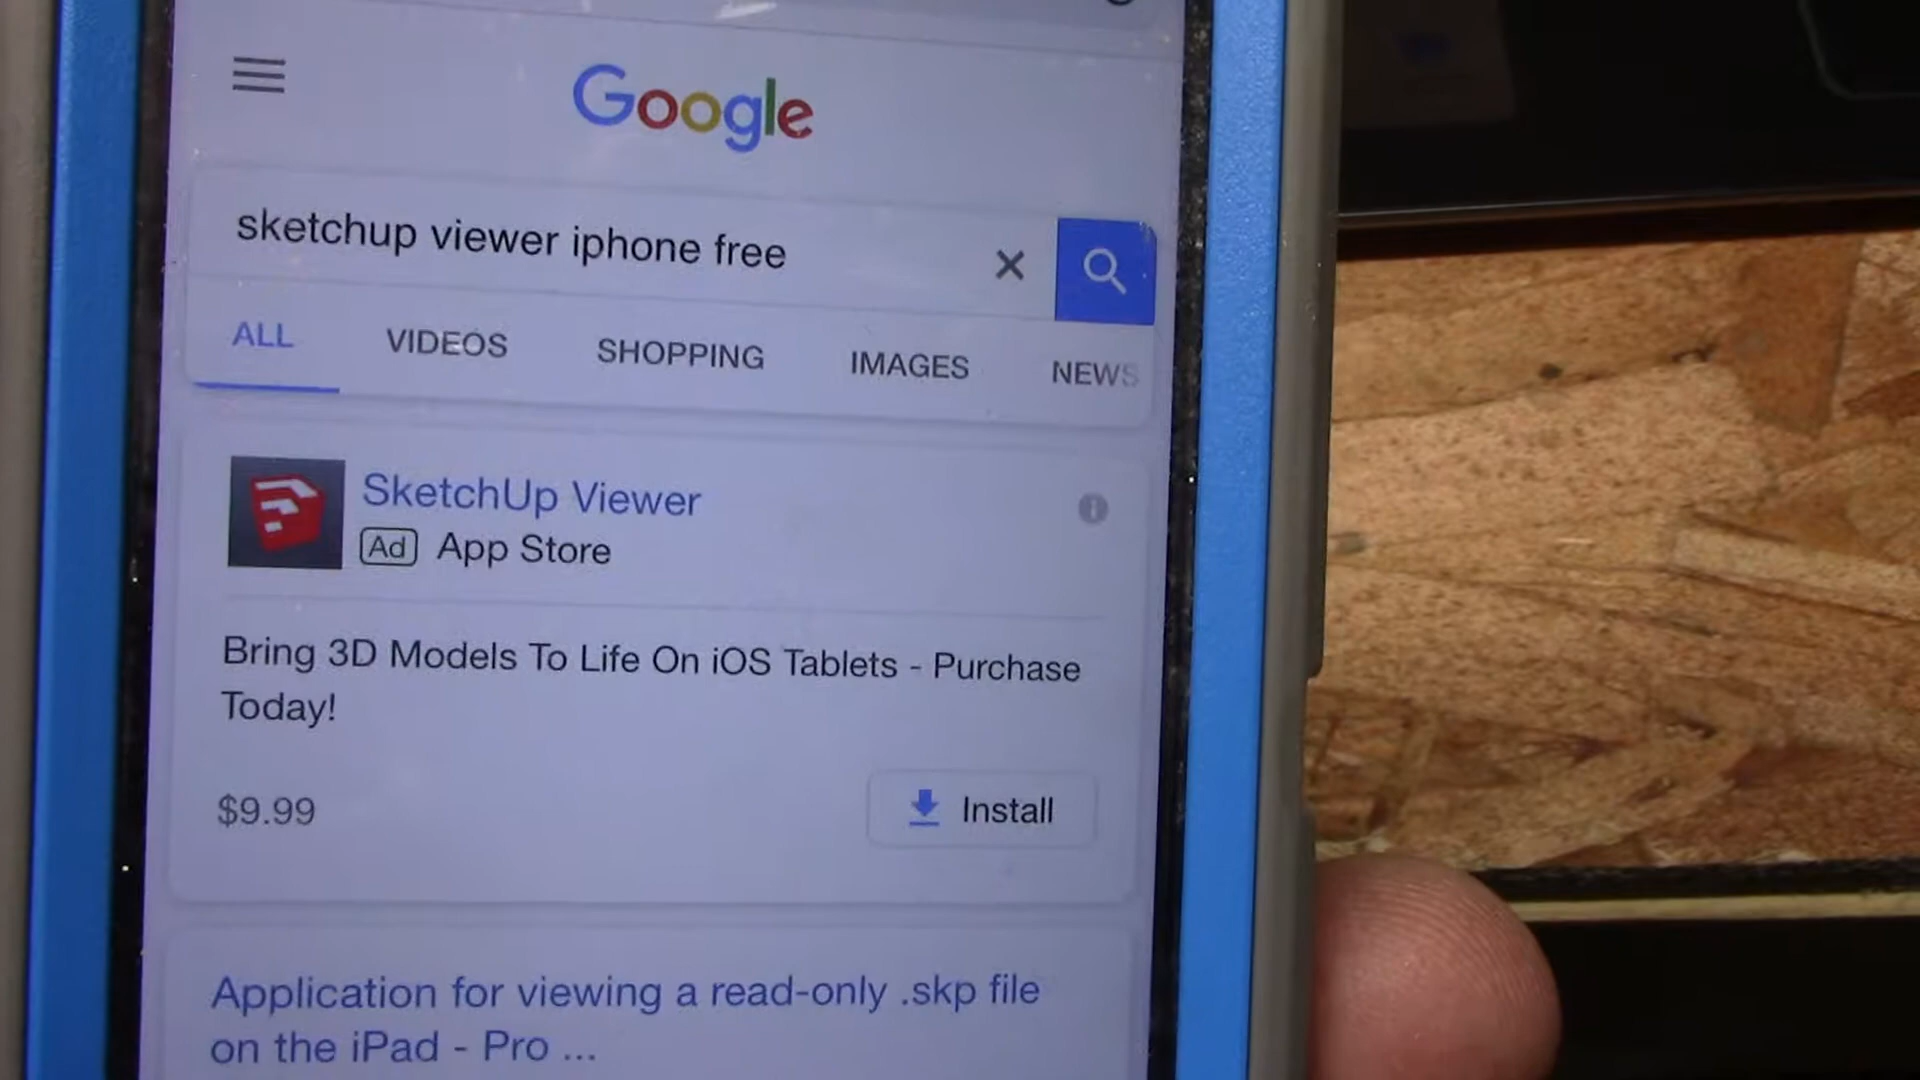 Google
sketchup viewer iphone free
ALL VIDEOS SHOPPING IMAGES NEWS
SketchUp Viewer
Ad App Store
Bring 3D Models To Life On iOS Tablets - Purchase
Today!
$9.99 Install
Application for viewing a read-only .skp file
on the iPad - Pro ...